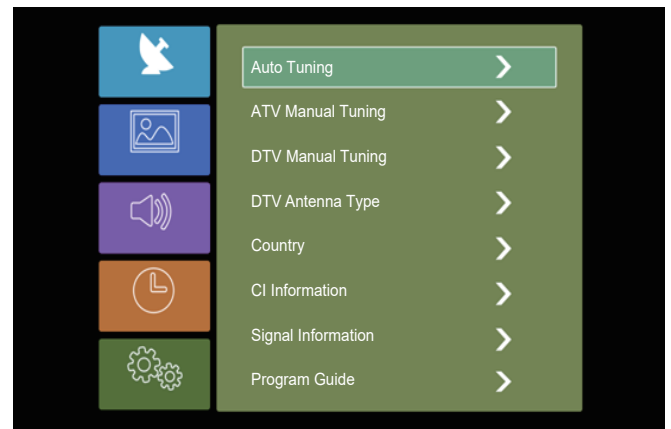 Auto Tuning
ATV Manual Tuning
DTV Manual Tuning
DTV Antenna Type
Country
CI Information
Signal Information
Program Guide